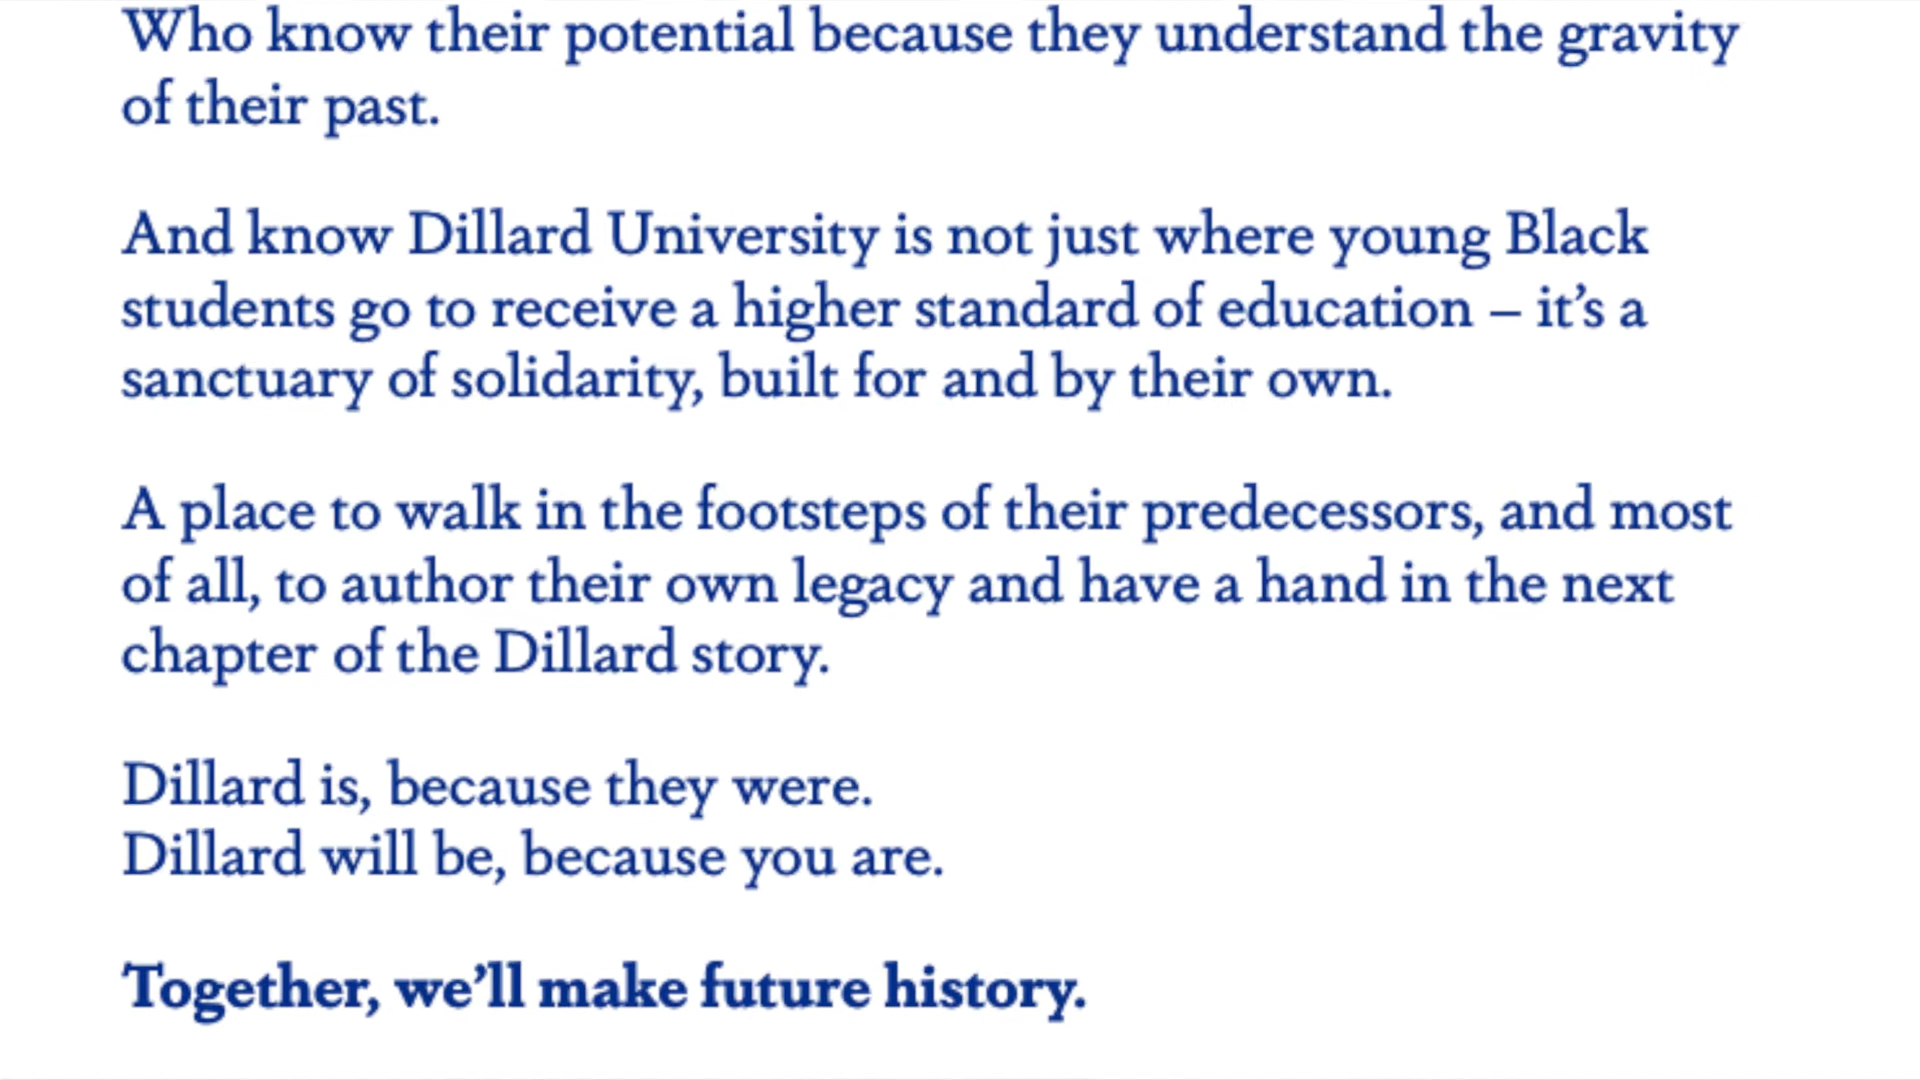 Who know their potential because they understand the gravity
of their past.
And know Dillard University is not just where young Black
students go to receive a higher standard of education – it’s a
sanctuary of solidarity, built for and by their own.
A place to walk in the footsteps of their predecessors, and most
of all, to author their own legacy and have a hand in the next
chapter of the Dillard story.
Dillard is, because they were.
Dillard will be, because you are.
Together, we’ll make future history.